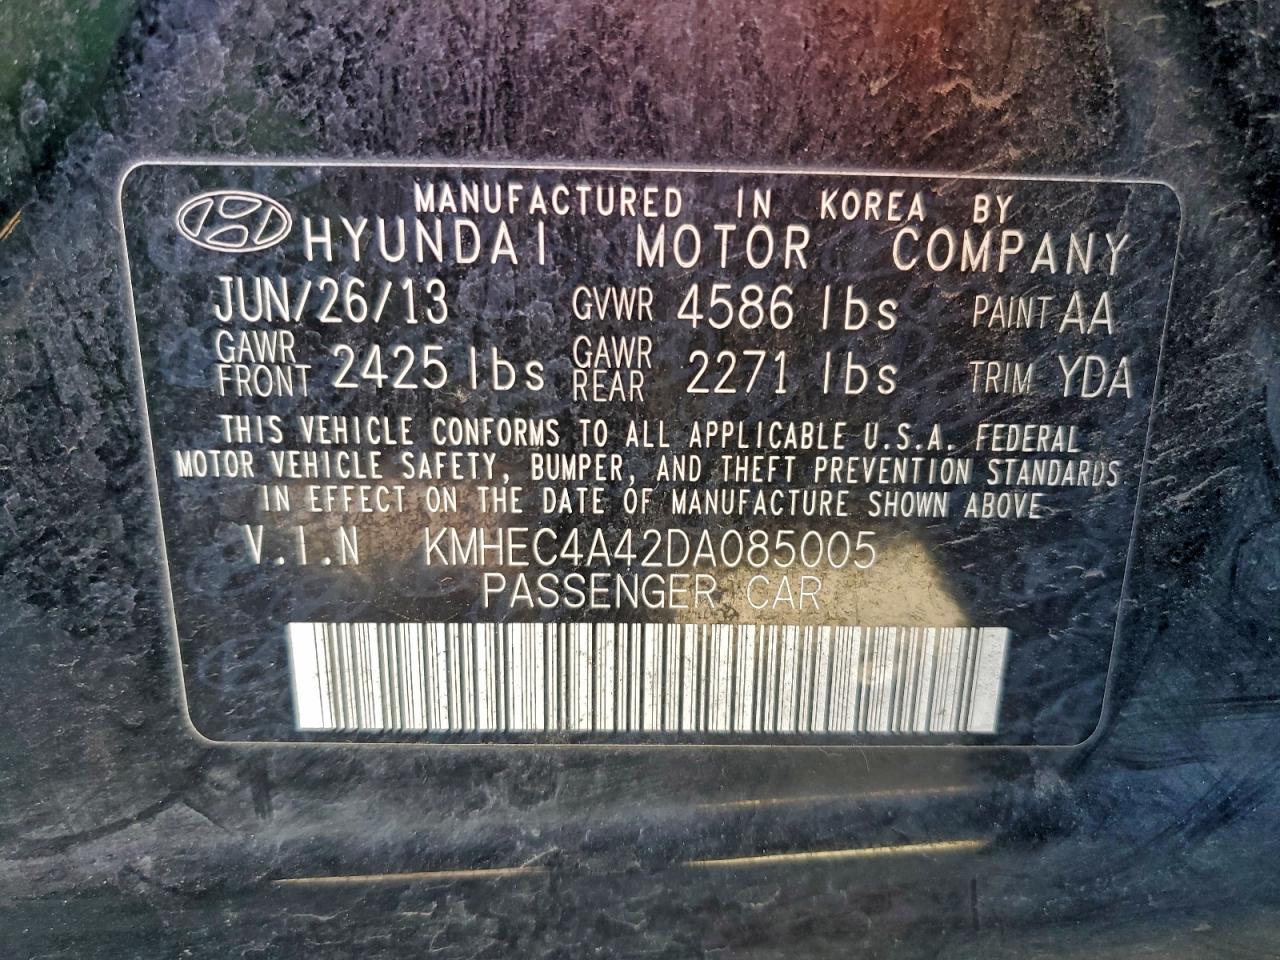 MANUFACTURED IN KOREA BY
HYUNDAI MOTOR COMPANY
JUN/26/13 GVWR 4586 lbs PAINT AA
GAWR FRONT 2425 lbs GAWR REAR 2271 lbs TRIM YDA
THIS VEHICLE CONFORMS TO ALL APPLICABLE U.S.A. FEDERAL
MOTOR VEHICLE SAFETY, BUMPER, AND THEFT PREVENTION STANDARDS
IN EFFECT ON THE DATE OF MANUFACTURE SHOWN ABOVE
V.I.N KMHEC4A42DA085005
PASSENGER CAR